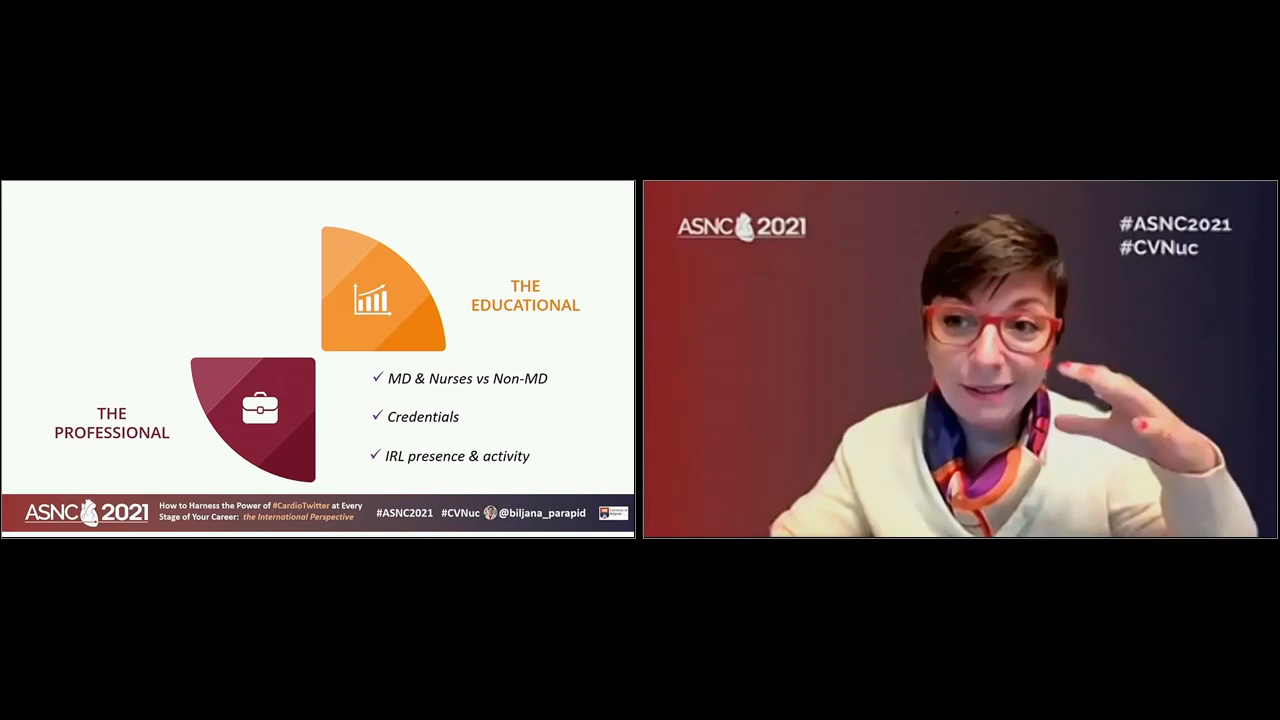 THE
EDUCATIONAL
✓ MD & Nurses vs Non-MD
✓ Credentials
✓ IRL presence & activity
THE
PROFESSIONAL
ASNC 2021
How to Harness the Power of #CardioTwitter at Every
Stage of Your Career: the International Perspective
#ASNC2021 #CVNuc @biljana_parapid
ASNC 2021
#ASNC2021
#CVNuc